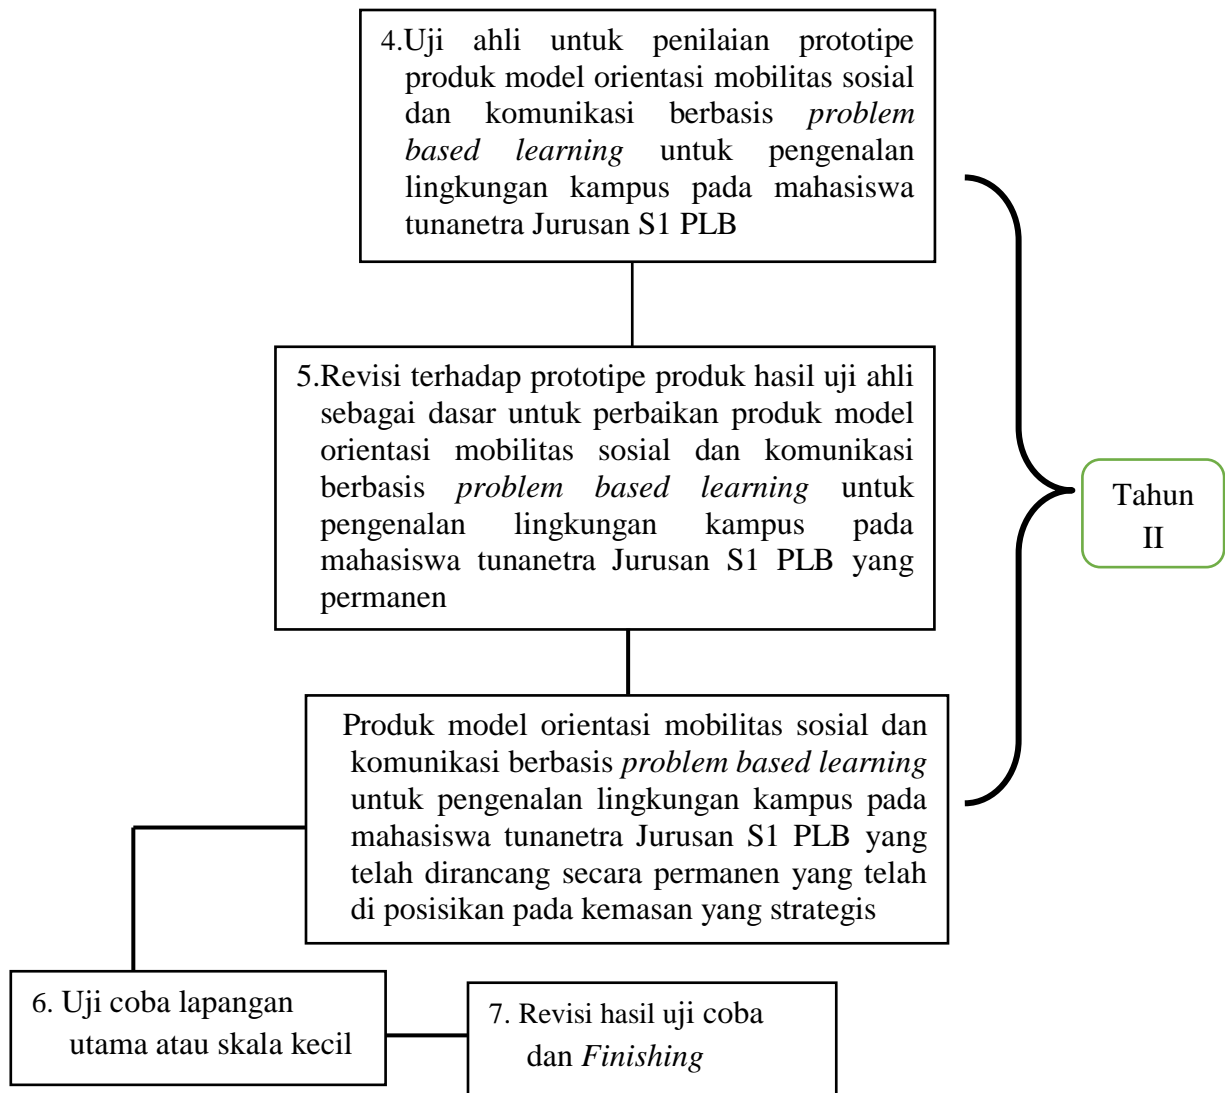 4.Uji ahli untuk penilaian prototipe
produk model orientasi mobilitas sosial
dan komunikasi berbasis problem
based learning untuk pengenalan
lingkungan kampus pada mahasiswa
tunanetra Jurusan S1 PLB
5.Revisi terhadap prototipe produk hasil uji ahli
sebagai dasar untuk perbaikan produk model
orientasi mobilitas sosial dan komunikasi
berbasis problem based learning untuk
pengenalan lingkungan kampus pada
mahasiswa tunanetra Jurusan S1 PLB yang
permanen
Tahun
II
Produk model orientasi mobilitas sosial dan
komunikasi berbasis problem based learning
untuk pengenalan lingkungan kampus pada
mahasiswa tunanetra Jurusan S1 PLB yang
telah dirancang secara permanen yang telah
di posisikan pada kemasan yang strategis
6. Uji coba lapangan
utama atau skala kecil
7. Revisi hasil uji coba
dan Finishing